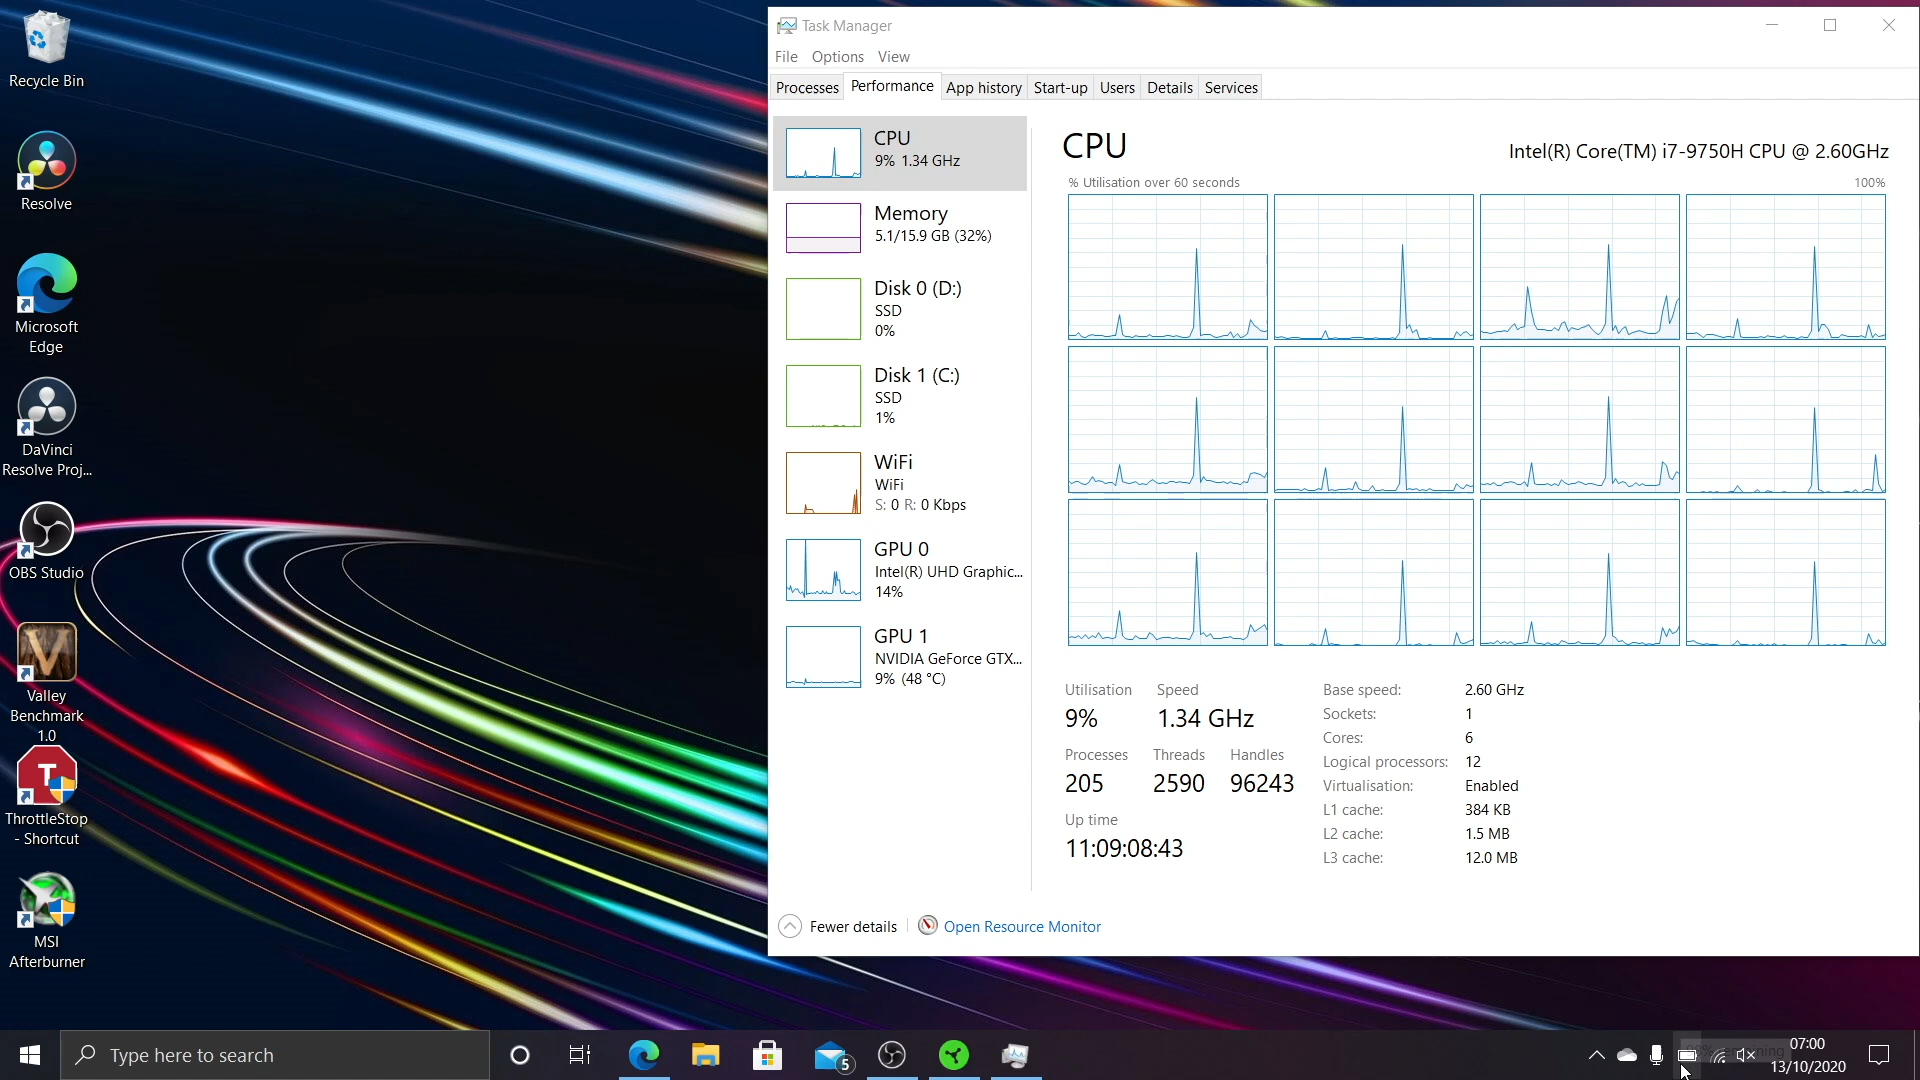 Recycle Bin
Resolve
Microsoft
Edge
DaVinci
Resolve Proj...
OBS Studio
Valley
Benchmark
1.0
ThrottleStop
- Shortcut
MSI
Afterburner
Task Manager
File Options View
Processes Performance App history Start-up Users Details Services
CPU
9% 1.34 GHz
Memory
5.1/15.9 GB (32%)
Disk 0 (D:)
SSD
0%
Disk 1 (C:)
SSD
1%
WiFi
WiFi
S: 0 R: 0 Kbps
GPU 0
Intel(R) UHD Graphic...
14%
GPU 1
NVIDIA GeForce GTX...
9% (48 °C)
CPU
Intel(R) Core(TM) i7-9750H CPU @ 2.60GHz
% Utilisation over 60 seconds 100%
Utilisation Speed
9% 1.34 GHz
Processes Threads Handles
205 2590 96243
Up time
11:09:08:43
Base speed: 2.60 GHz
Sockets: 1
Cores: 6
Logical processors: 12
Virtualisation: Enabled
L1 cache: 384 KB
L2 cache: 1.5 MB
L3 cache: 12.0 MB
Fewer details Open Resource Monitor
Type here to search
5
07:00
13/10/2020